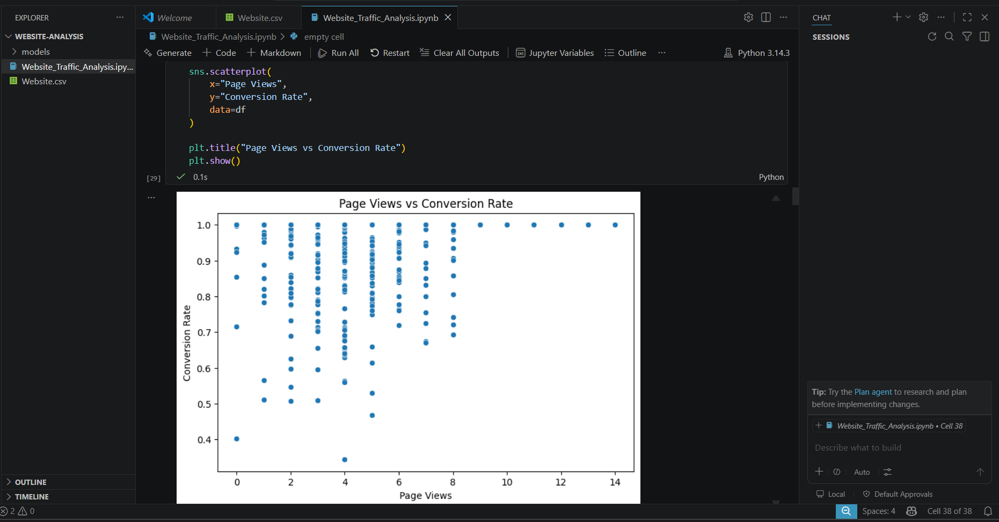 EXPLORER
WEBSITE-ANALYSIS
models
Website_Traffic_Analysis.ipy...
Website.csv
OUTLINE
TIMELINE
Welcome
Website.csv
Website_Traffic_Analysis.ipynb
Website_Traffic_Analysis.ipynb > empty cell
Generate + Code + Markdown Run All Restart Clear All Outputs Jupyter Variables Outline ... Python 3.14.3
sns.scatterplot(
x="Page Views",
y="Conversion Rate",
data=df
)
plt.title("Page Views vs Conversion Rate")
plt.show()
[29] 0.1s Python
Page Views vs Conversion Rate
Conversion Rate
1.0
0.9
0.8
0.7
0.6
0.5
0.4
0 2 4 6 8 10 12 14
Page Views
CHAT
SESSIONS
Tip: Try the Plan agent to research and plan
before implementing changes.
Website_Traffic_Analysis.ipynb • Cell 38
Describe what to build
Auto
Local Default Approvals
2 0 Spaces: 4 Cell 38 of 38